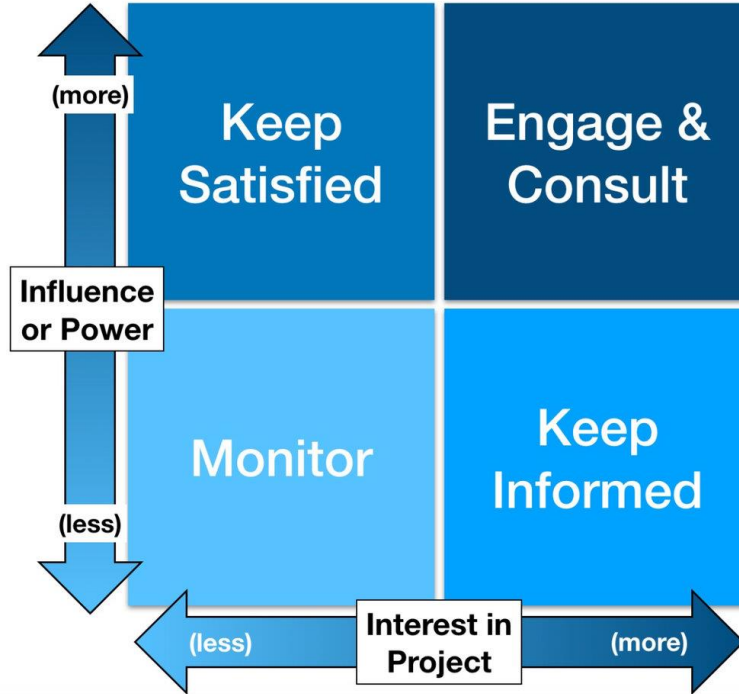 (more)
Keep
Satisfied
Engage &
Consult
Influence
or Power
Monitor
Keep
Informed
(less)
(less)
Interest in
Project
(more)